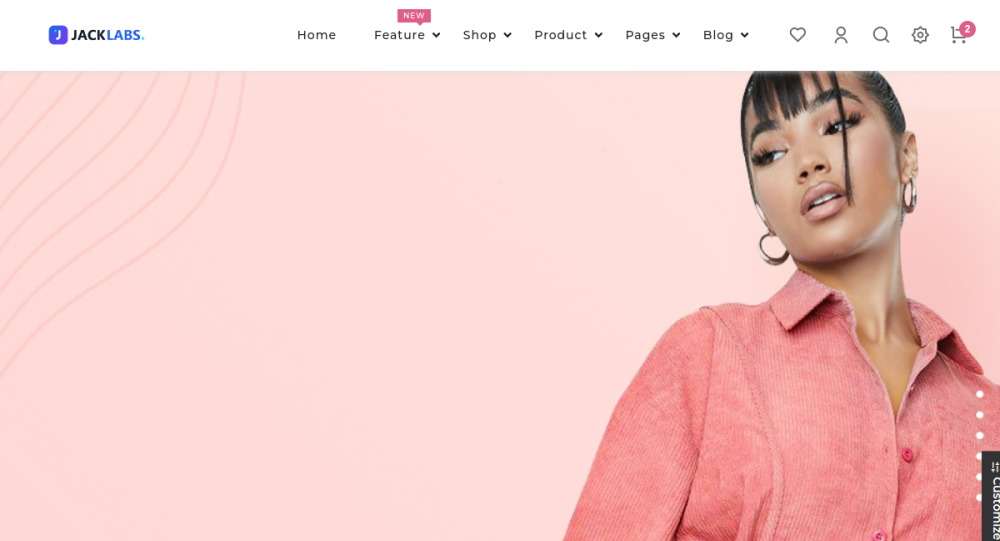 JACKLABS.
NEW
Home Feature Shop Product Pages Blog
2
Customize